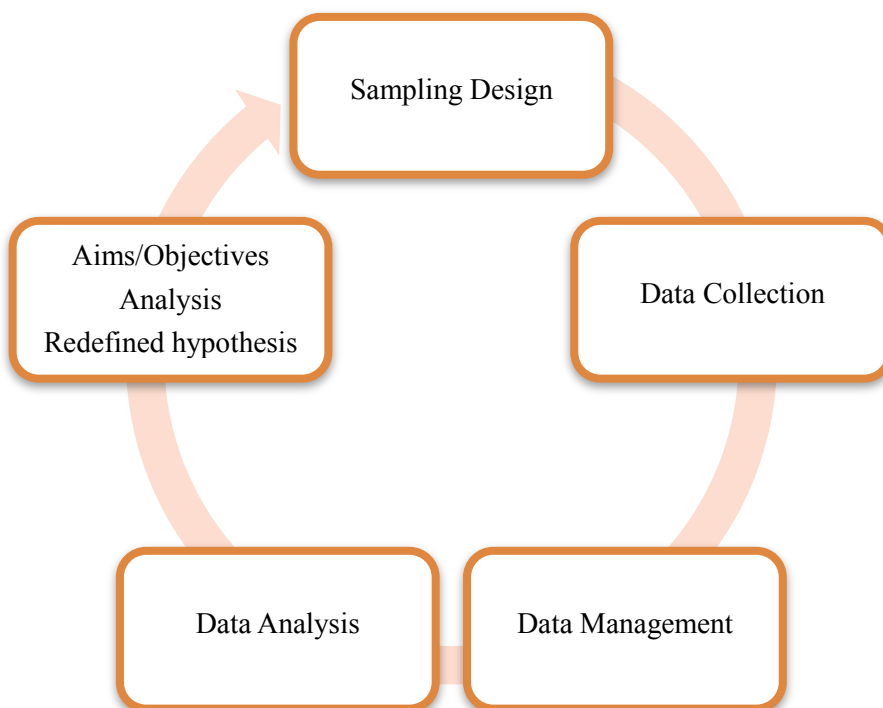 Sampling Design
Data Collection
Data Management
Data Analysis
Aims/Objectives
Analysis
Redefined hypothesis